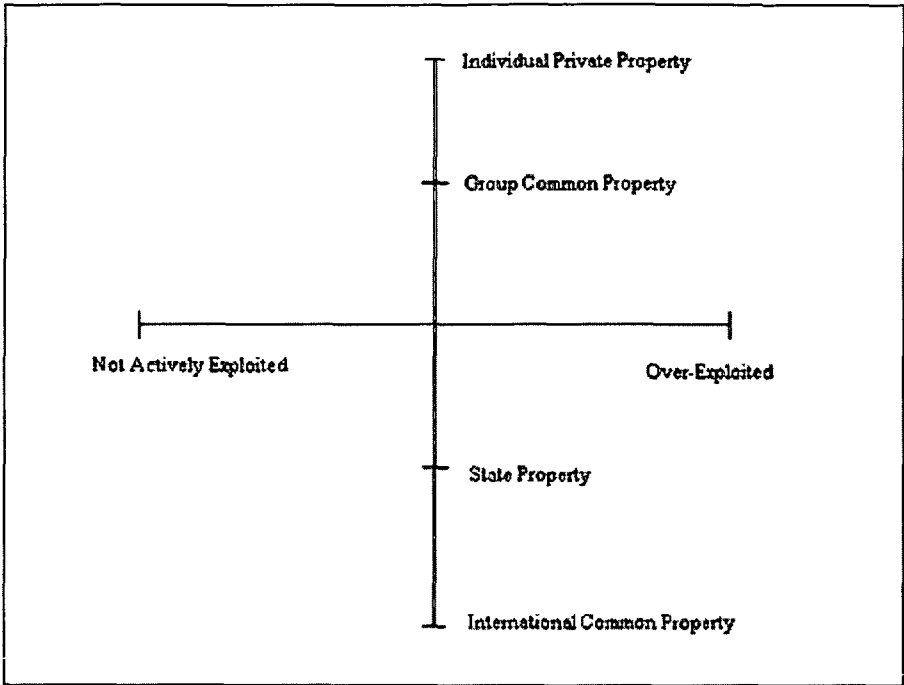 Individual Private Property
Group Common Property
Not Actively Exploited
Over-Exploited
State Property
International Common Property